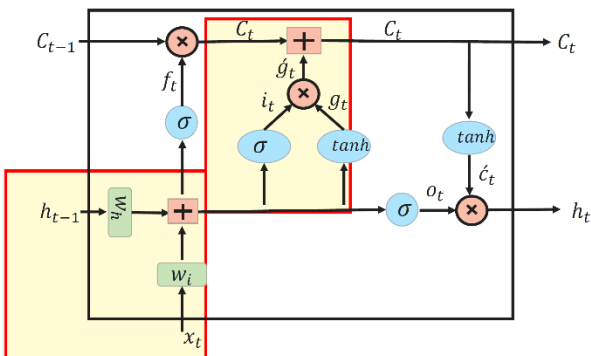 C_{t-1} × C_t + C_t C_t
f_t ǵ_t
i_t g_t
σ σ tanh tanh
×
ć_t
h_{t-1} w_h + σ o_t × h_t
w_i
x_t